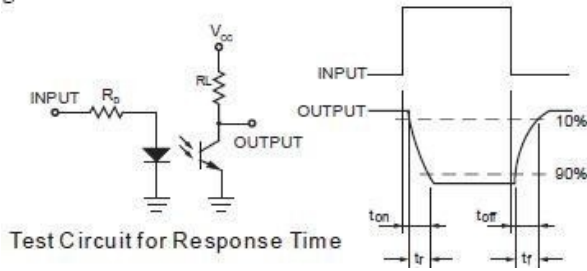 Vcc
RL
INPUT
RD
OUTPUT
INPUT
OUTPUT
10%
90%
ton
toff
tr
tf
Test Circuit for Response Time